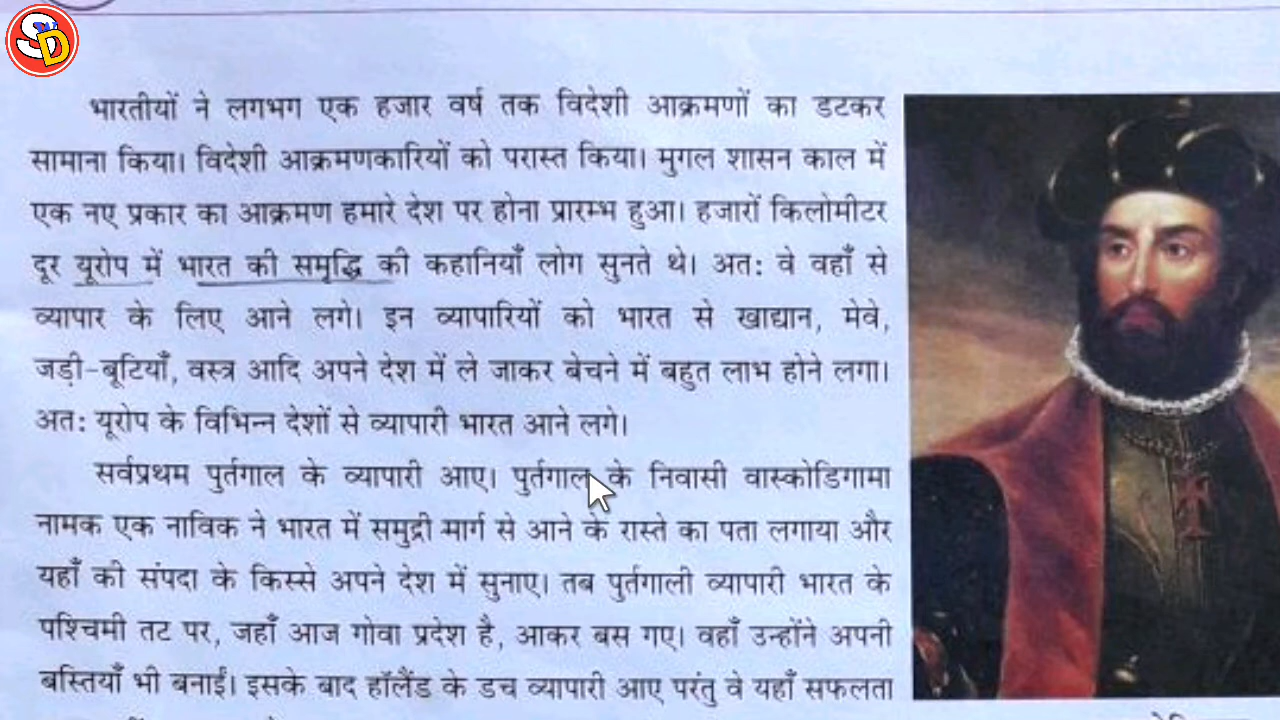 SD
भारतीयों ने लगभग एक हजार वर्ष तक विदेशी आक्रमणों का डटकर
सामाना किया। विदेशी आक्रमणकारियों को परास्त किया। मुगल शासन काल में
एक नए प्रकार का आक्रमण हमारे देश पर होना प्रारम्भ हुआ। हजारों किलोमीटर
दूर यूरोप में भारत की समृद्धि की कहानियाँ लोग सुनते थे। अतः वे वहाँ से
व्यापार के लिए आने लगे। इन व्यापारियों को भारत से खाद्यान, मेवे,
जड़ी-बूटियाँ, वस्त्र आदि अपने देश में ले जाकर बेचने में बहुत लाभ होने लगा।
अतः यूरोप के विभिन्न देशों से व्यापारी भारत आने लगे।
सर्वप्रथम पुर्तगाल के व्यापारी आए। पुर्तगाल के निवासी वास्कोडिगामा
नामक एक नाविक ने भारत में समुद्री मार्ग से आने के रास्ते का पता लगाया और
यहाँ की संपदा के किस्से अपने देश में सुनाए। तब पुर्तगाली व्यापारी भारत के
पश्चिमी तट पर, जहाँ आज गोवा प्रदेश है, आकर बस गए। वहाँ उन्होंने अपनी
बस्तियाँ भी बनाईं। इसके बाद हॉलैंड के डच व्यापारी आए परंतु वे यहाँ सफलता